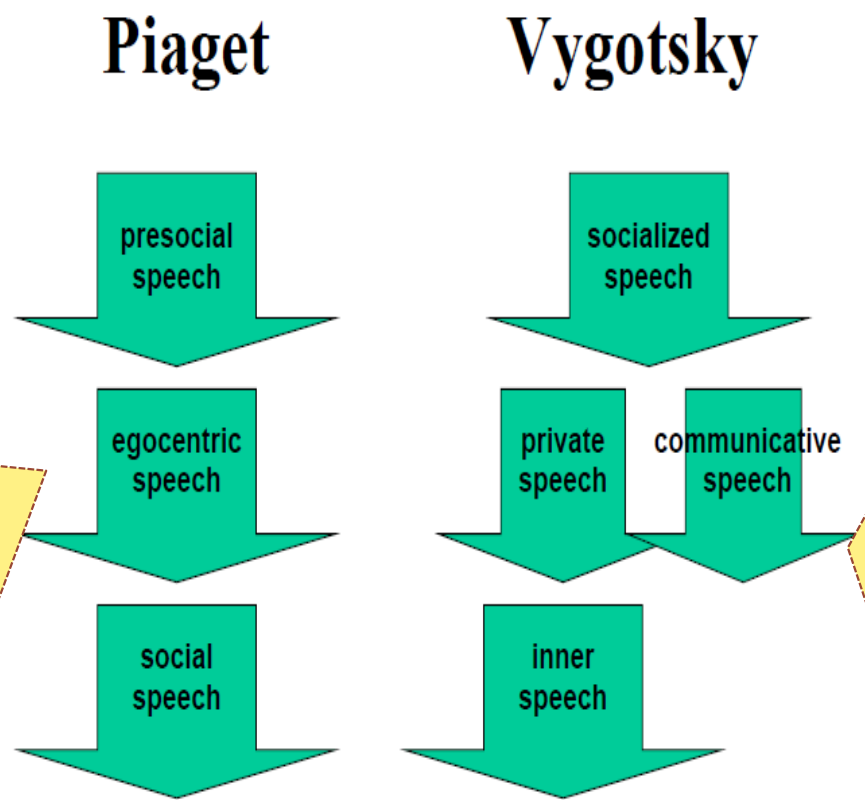 Piaget
Vygotsky
presocial
speech
socialized
speech
egocentric
speech
private
speech
communicative
speech
social
speech
inner
speech